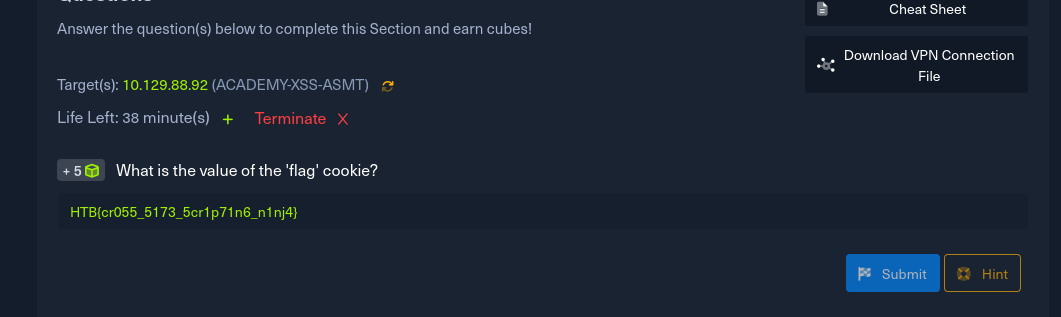 Questions
Answer the question(s) below to complete this Section and earn cubes!
Cheat Sheet
Download VPN Connection
File
Target(s): 10.129.88.92 (ACADEMY-XSS-ASMT)
Life Left: 38 minute(s) + Terminate X
+ 5 What is the value of the 'flag' cookie?
HTB{cr055_5173_5cr1p71n6_n1nj4}
Submit
Hint